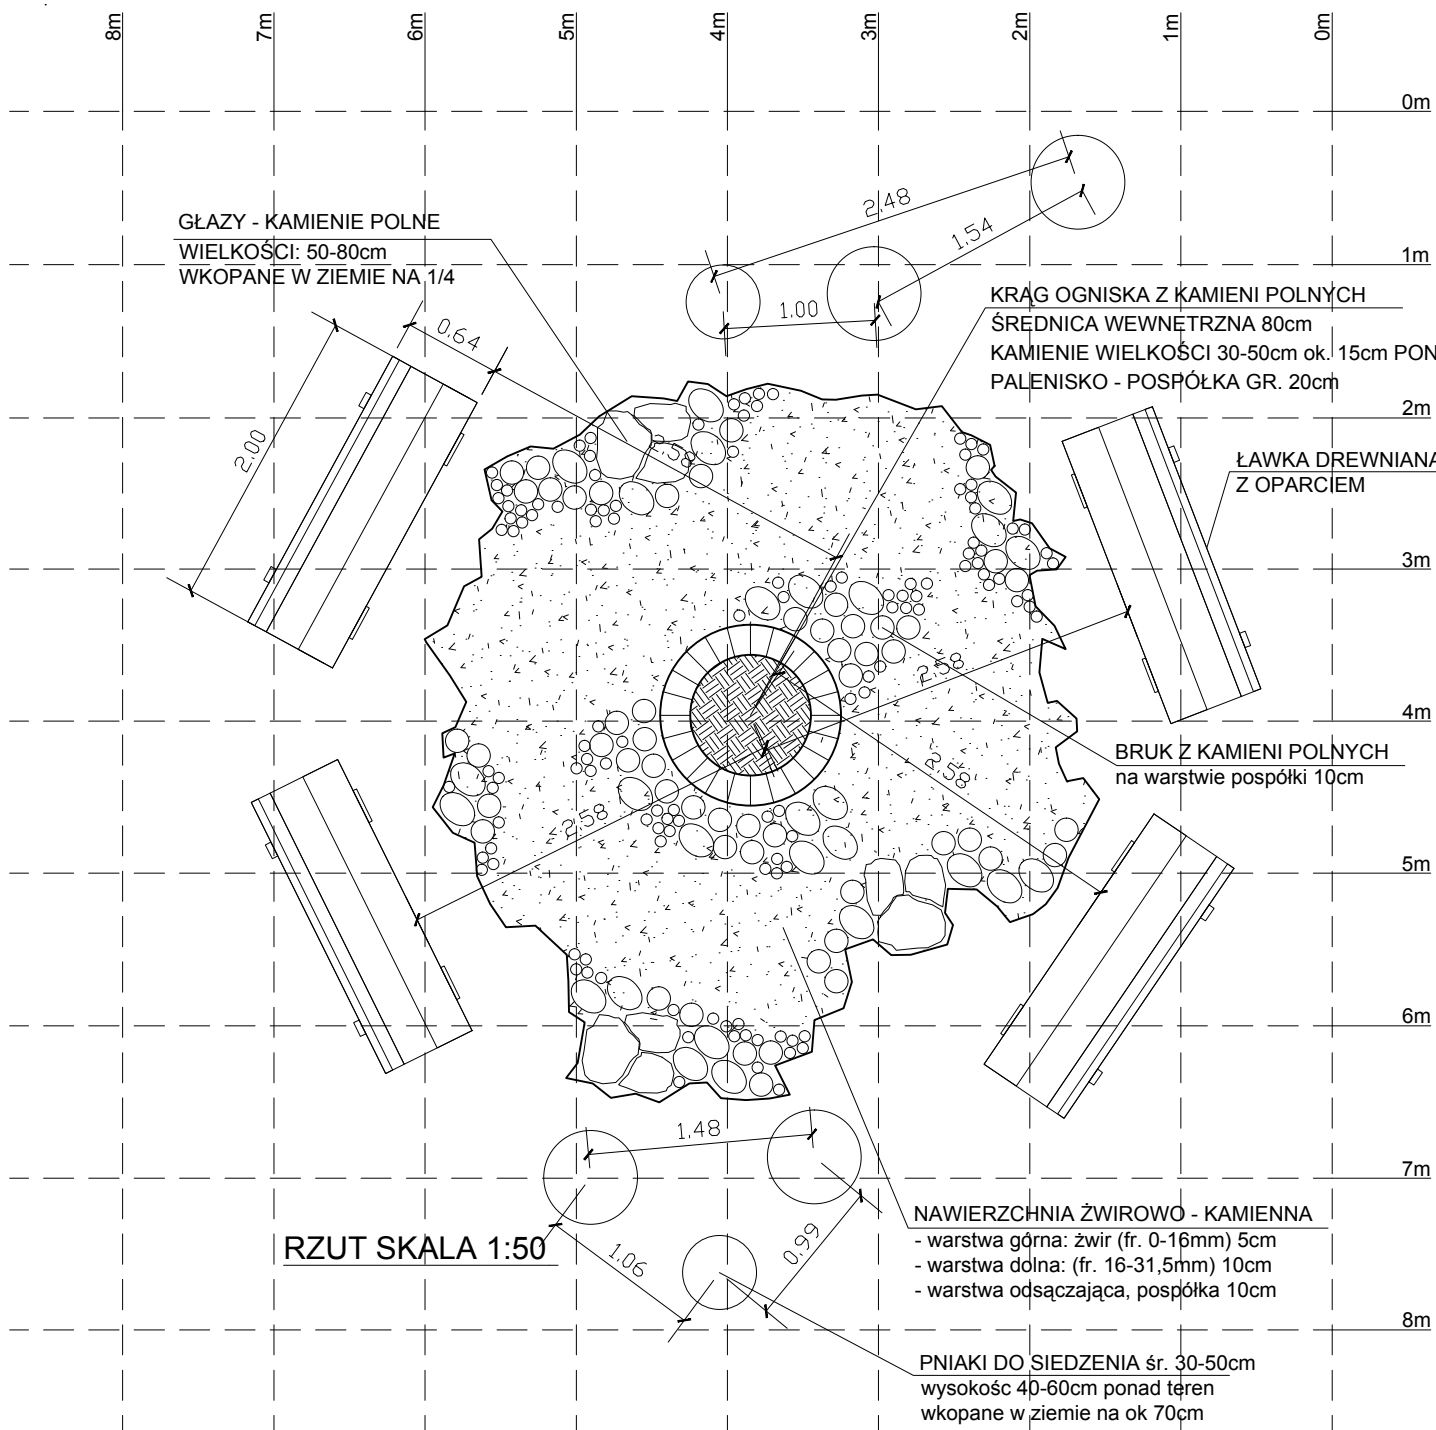 8m
7m
6m
5m
4m
3m
2m
1m
0m
0m
1m
2m
3m
4m
5m
6m
7m
8m
2.48
1.54
1.00
GŁAZY - KAMIENIE POLNE
WIELKOŚCI: 50-80cm
WKOPANE W ZIEMIE NA 1/4
0.64
2.00
KRĄG OGNISKA Z KAMIENI POLNYCH
ŚREDNICA WEWNĘTRZNA 80cm
KAMIENIE WIELKOŚCI 30-50cm ok. 15cm PON
PALENISKO - POSPÓŁKA GR. 20cm
ŁAWKA DREWNIANA
Z OPARCIEM
2.58
2.58
2.58
BRUK Z KAMIENI POLNYCH
na warstwie pospółki 10cm
1.48
1.06
0.99
RZUT SKALA 1:50
NAWIERZCHNIA ŻWIROWO - KAMIENNA
- warstwa górna: żwir (fr. 0-16mm) 5cm
- warstwa dolna: (fr. 16-31,5mm) 10cm
- warstwa odsączająca, pospółka 10cm
PNIAKI DO SIEDZENIA śr. 30-50cm
wysokośc 40-60cm ponad teren
wkopane w ziemie na ok 70cm